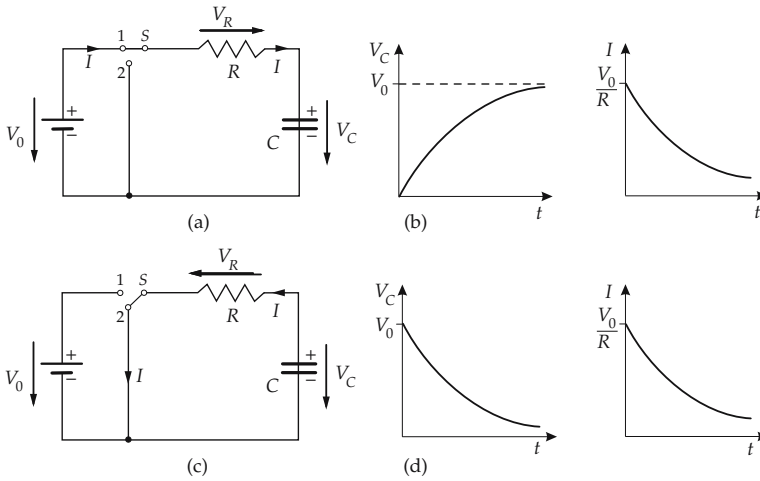 V_R
1 S
I 2 R I
V_0 + − C + − V_C
(a)
V_C
V_0
t
(b)
I
V_0
R
t
V_R
1 S
2 R I
V_0 + − I C + − V_C
(c)
V_C
V_0
t
(d)
I
V_0
R
t